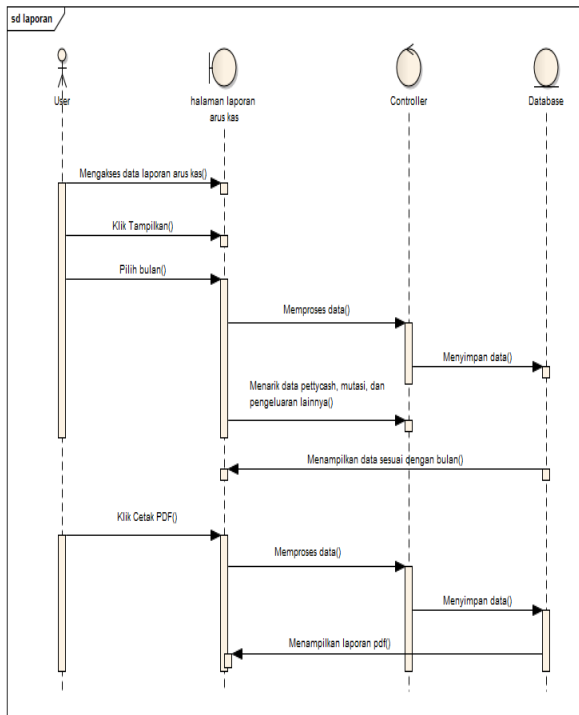 sd laporan
User
halaman laporan
arus kas
Controller
Database
Mengakses data laporan arus kas()
Klik Tampilkan()
Pilih bulan()
Memproses data()
Menyimpan data()
Menarik data pettycash, mutasi, dan
pengeluaran lainnya()
Menampilkan data sesuai dengan bulan()
Klik Cetak PDF()
Memproses data()
Menyimpan data()
Menampilkan laporan pdf()